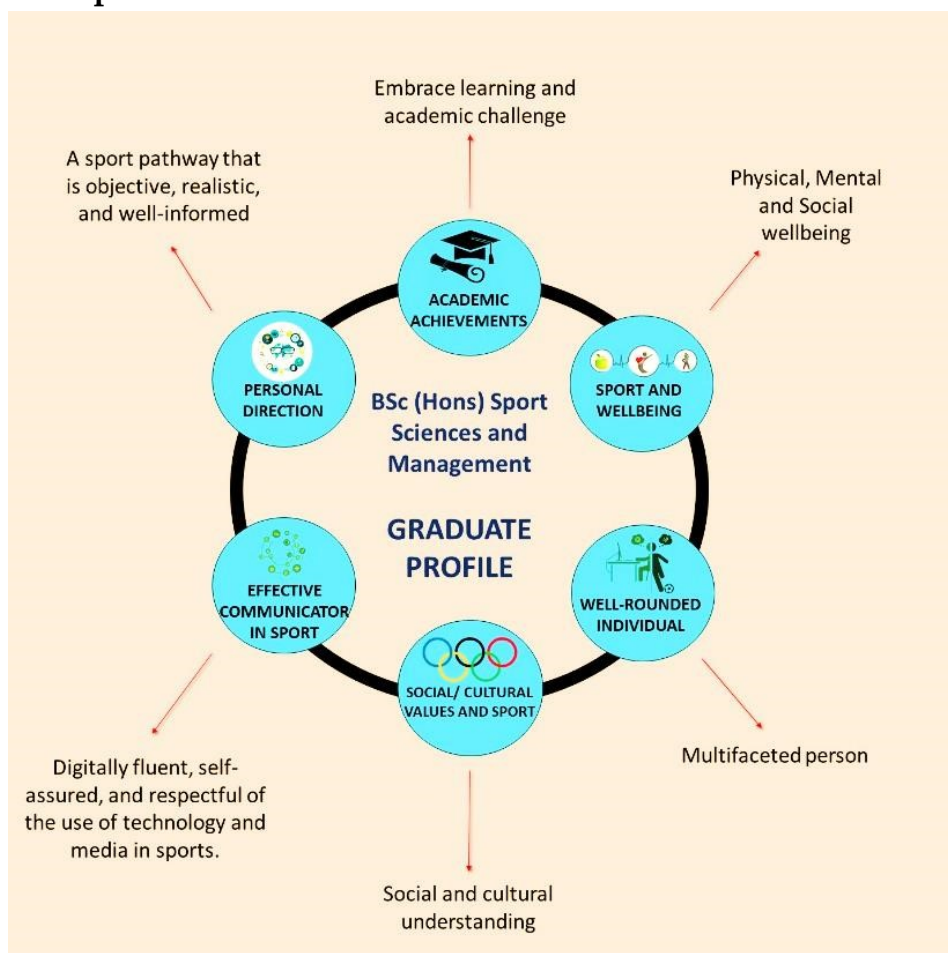 Embrace learning and
academic challenge
A sport pathway that
is objective, realistic,
and well-informed
Physical, Mental
and Social
wellbeing
ACADEMIC
ACHIEVEMENTS
PERSONAL
DIRECTION
SPORT AND
WELLBEING
BSc (Hons) Sport
Sciences and
Management
GRADUATE
PROFILE
EFFECTIVE
COMMUNICATOR
IN SPORT
WELL-ROUNDED
INDIVIDUAL
SOCIAL/ CULTURAL
VALUES AND SPORT
Digitally fluent, self-
assured, and respectful of
the use of technology and
media in sports.
Multifaceted person
Social and cultural
understanding